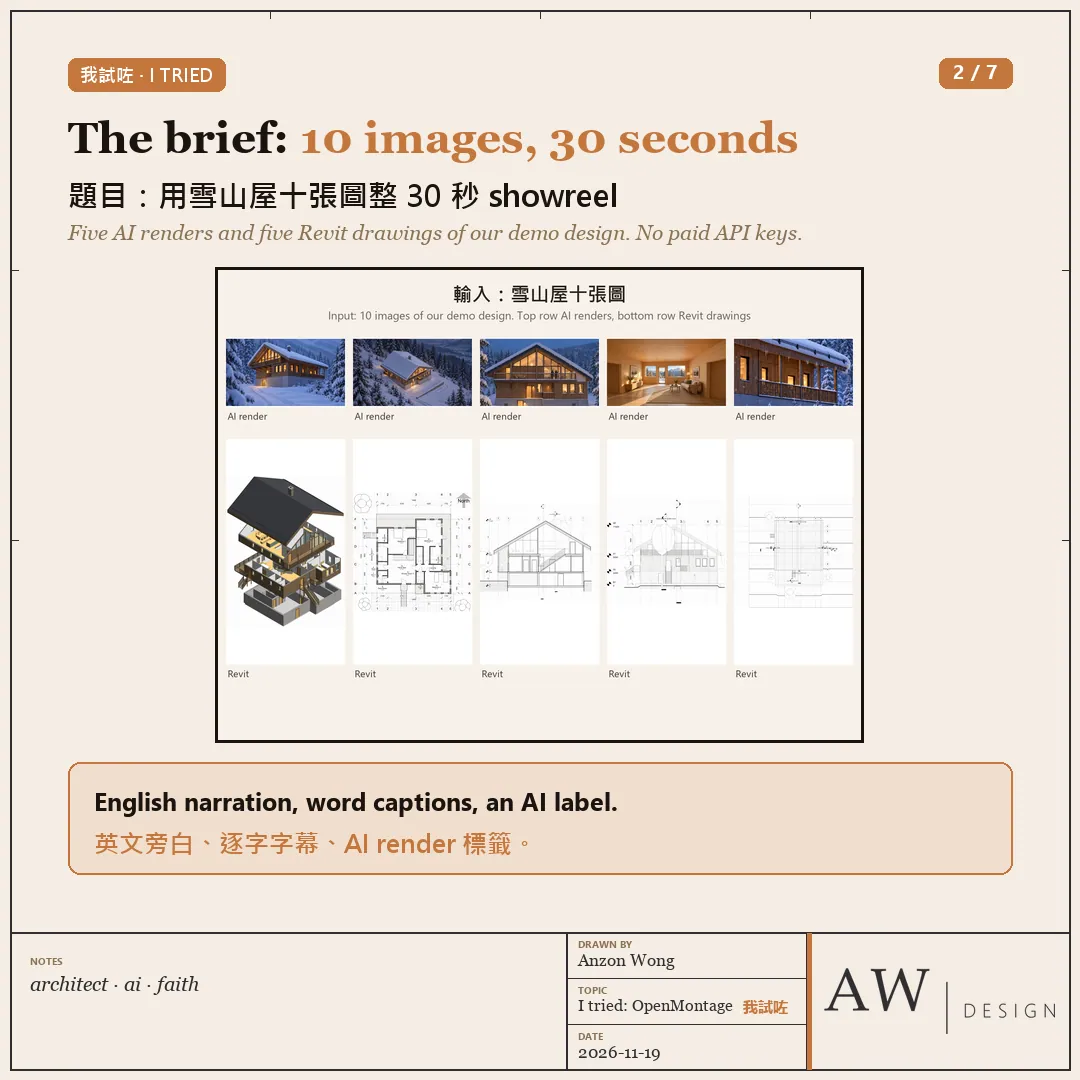 我試咗 · I TRIED
2 / 7
The brief: 10 images, 30 seconds
題目：用雪山屋十張圖整 30 秒 showreel
Five AI renders and five Revit drawings of our demo design. No paid API keys.
輸入：雪山屋十張圖
Input: 10 images of our demo design. Top row AI renders, bottom row Revit drawings
AI render
AI render
AI render
AI render
AI render
North
Revit
Revit
Revit
Revit
Revit
English narration, word captions, an AI label.
英文旁白、逐字字幕、AI render 標籤。
NOTES
architect · ai · faith
DRAWN BY
Anzon Wong
TOPIC
I tried: OpenMontage 我試咗
DATE
2026-11-19
AW DESIGN